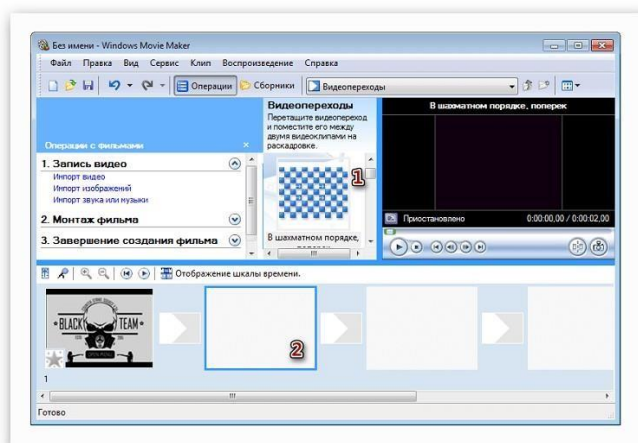 Без имени - Windows Movie Maker
Файл Правка Вид Сервис Клип Воспроизведение Справка
Операции Сборники Видеопереходы
Операции с фильмами
1. Запись видео
Импорт видео
Импорт изображений
Импорт звука или музыки
2. Монтаж фильма
3. Завершение создания фильма
Видеопереходы
Перетащите видеопереход
и поместите его между
двумя видеоклипами на
раскадровке.
1
В шахматном порядке,
В шахматном порядке, поперек
Приостановлено 0:00:00,00 / 0:00:02,00
Отображение шкалы времени.
BLACK TEAM
2
1
Готово